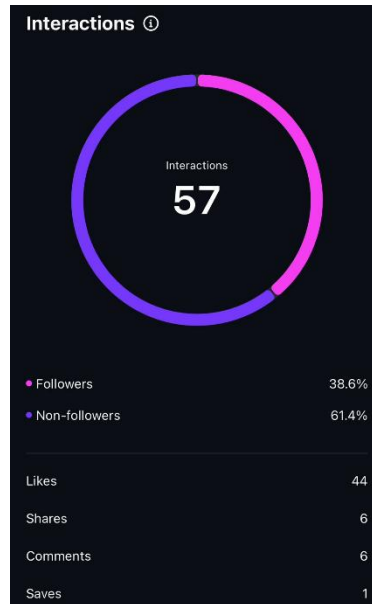 Interactions
Interactions
57
Followers 38.6%
Non-followers 61.4%
Likes 44
Shares 6
Comments 6
Saves 1